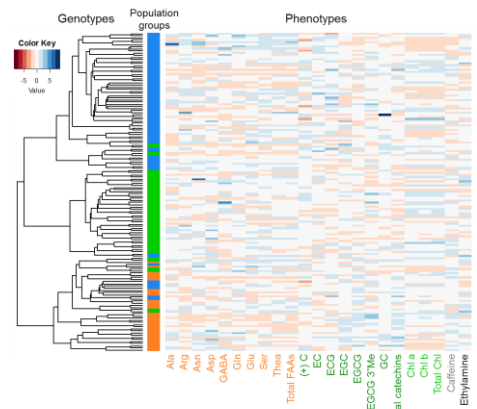 Genotypes
Population
groups
Phenotypes
Color Key
-5 0 5
Value
Ala
Arg
Asn
Asp
GABA
Gln
Glu
Ser
Thea
Total FAAs
(+) C
EC
ECG
EGC
EGCG
EGCG 3"Me
GC
al catechins
Chl a
Chl b
Total Chl
Caffeine
Ethylamine